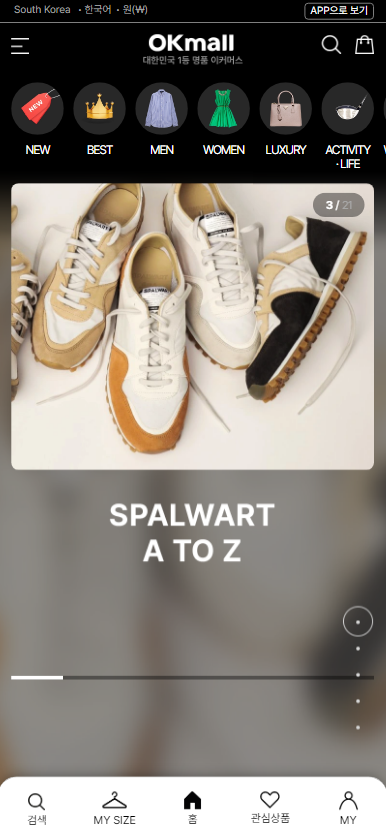 South Korea · 한국어 · 원(₩)
APP으로 보기
OKmall
대한민국 1등 명품 이커머스
NEW
NEW
BEST
MEN
WOMEN
LUXURY
ACTIVITY
· LIFE
3 / 21
SPALWART
SPALWART
A TO Z
검색
MY SIZE
홈
관심상품
MY